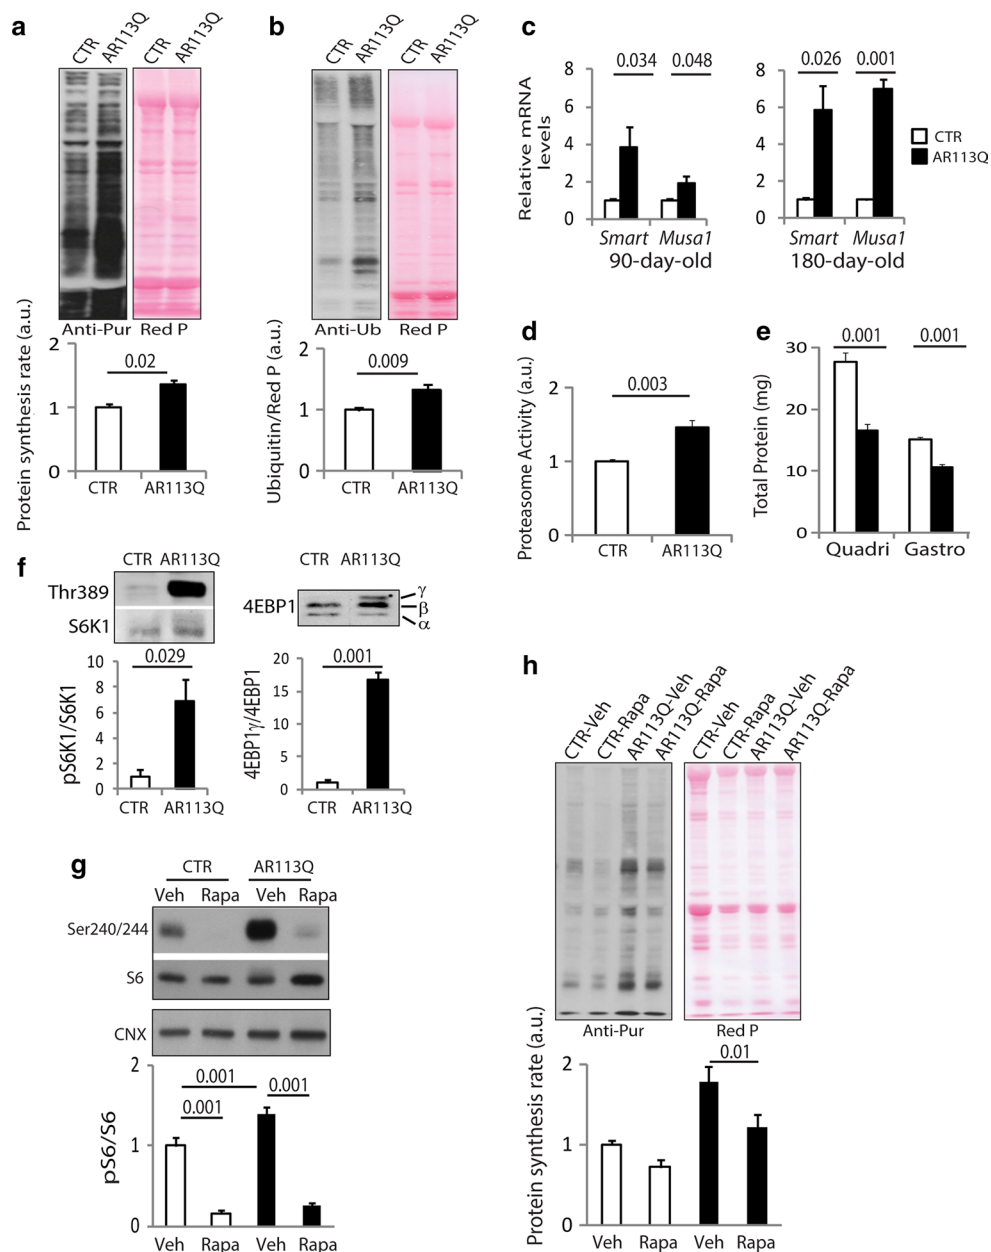 a
CTR AR113Q CTR AR113Q
Anti-Pur Red P
Protein synthesis rate (a.u.)
2
1
0
0.02
CTR AR113Q
b
CTR AR113Q CTR AR113Q
Anti-Ub Red P
Ubiquitin/Red P (a.u.)
2
1
0
0.009
CTR AR113Q
c
Relative mRNA
levels
8
6
4
2
0
0.034 0.048
Smart Musa1
90-day-old
8
6
4
2
0
0.026 0.001
Smart Musa1
180-day-old
CTR
AR113Q
d
Proteasome Activity (a.u.)
2
1
0
0.003
CTR AR113Q
e
Total Protein (mg)
30
20
10
0
0.001 0.001
Quadri Gastro
f
CTR AR113Q
Thr389
S6K1
pS6K1/S6K1
10
8
6
4
2
0
0.029
CTR AR113Q
CTR AR113Q
4EBP1
γ
β
α
4EBP1γ/4EBP1
20
15
10
5
0
0.001
CTR AR113Q
g
CTR AR113Q
Veh Rapa Veh Rapa
Ser240/244
S6
CNX
pS6/S6
2
1
0
0.001
0.001
0.001
Veh Rapa Veh Rapa
h
CTR-Veh CTR-Rapa AR113Q-Veh AR113Q-Rapa CTR-Veh CTR-Rapa AR113Q-Veh AR113Q-Rapa
Anti-Pur Red P
Protein synthesis rate (a.u.)
2
1
0
0.01
Veh Rapa Veh Rapa